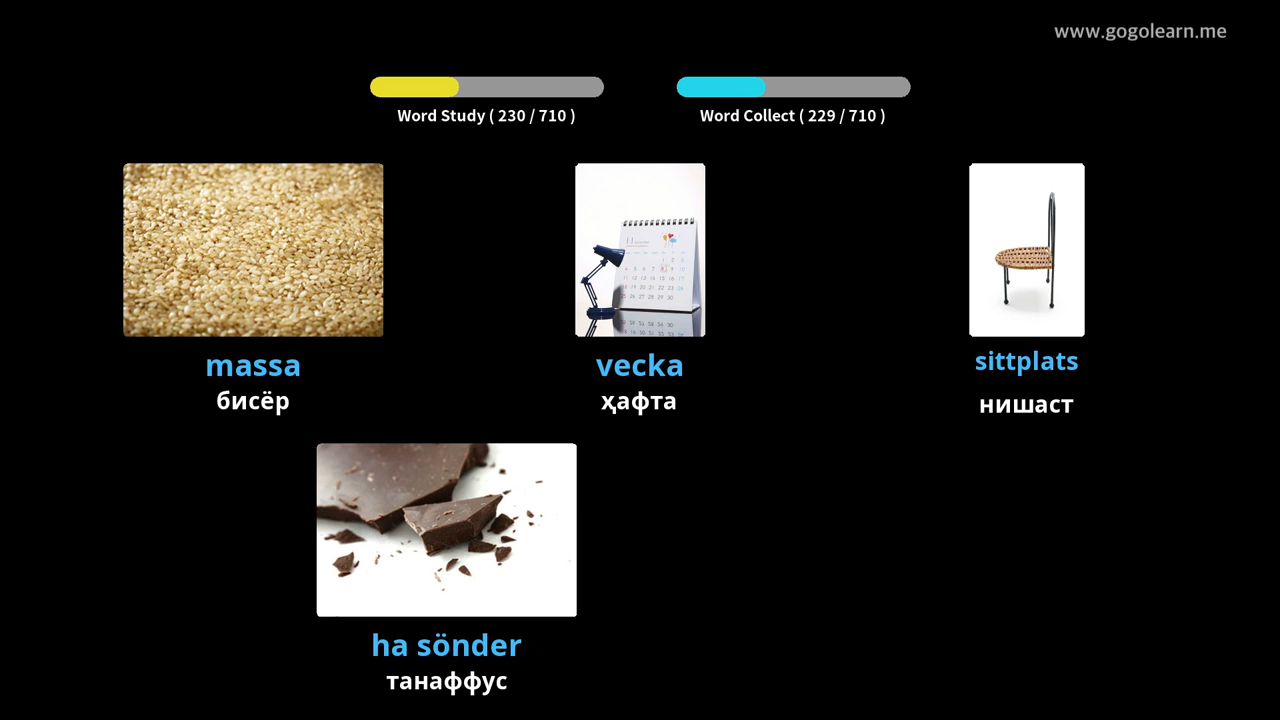 www.gogolearn.me
Word Study ( 230 / 710 )
Word Collect ( 229 / 710 )
massa
бисёр
vecka
ҳафта
sittplats
нишаст
ha sönder
танаффус